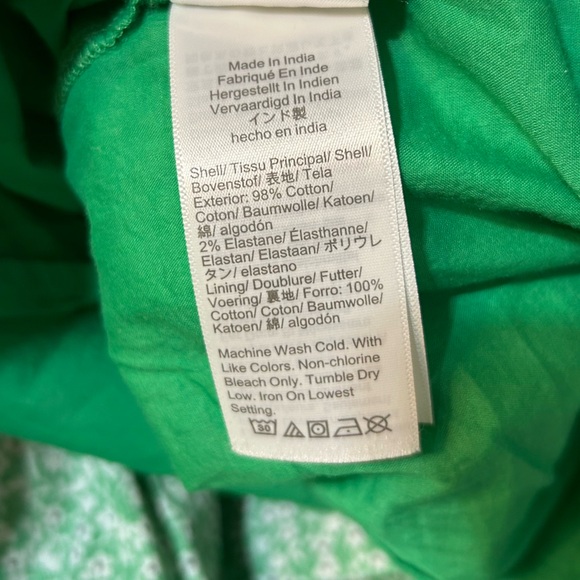 Made In India
Fabriqué En Inde
Hergestellt In Indien
Vervaardigd In India
インド製
hecho en india
Shell/ Tissu Principal/ Shell/
Bovenstof/ 表地/ Tela
Exterior: 98% Cotton/
Coton/ Baumwolle/ Katoen/
綿/ algodón
2% Elastane/ Élasthanne/
Elastan/ Elastaan/ ポリウレ
タン/ elastano
Lining/ Doublure/ Futter/
Voering/ 裏地/ Forro: 100%
Cotton/ Coton/ Baumwolle/
Katoen/ 綿/ algodón
Machine Wash Cold. With
Like Colors. Non-chlorine
Bleach Only. Tumble Dry
Low. Iron On Lowest
Setting.
30